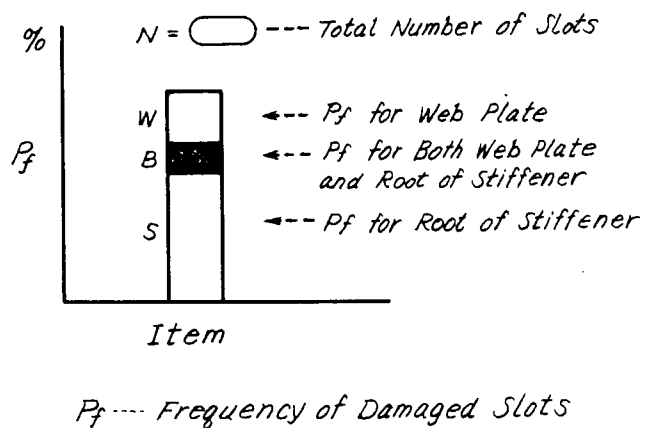 %
N = --- Total Number of Slots
W
Pf for Web Plate
Pf
B
Pf for Both Web Plate
and Root of Stiffener
S
Pf for Root of Stiffener
Item
Pf ---- Frequency of Damaged Slots